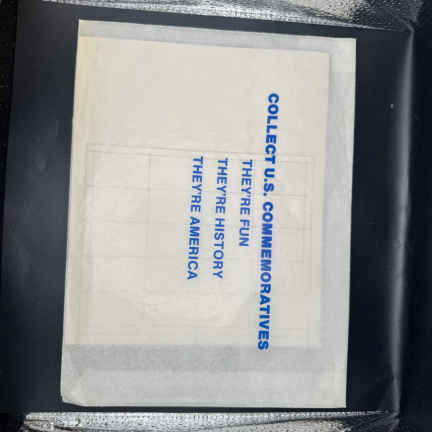 COLLECT U.S. COMMEMORATIVES
THEY'RE FUN
THEY'RE HISTORY
THEY'RE AMERICA